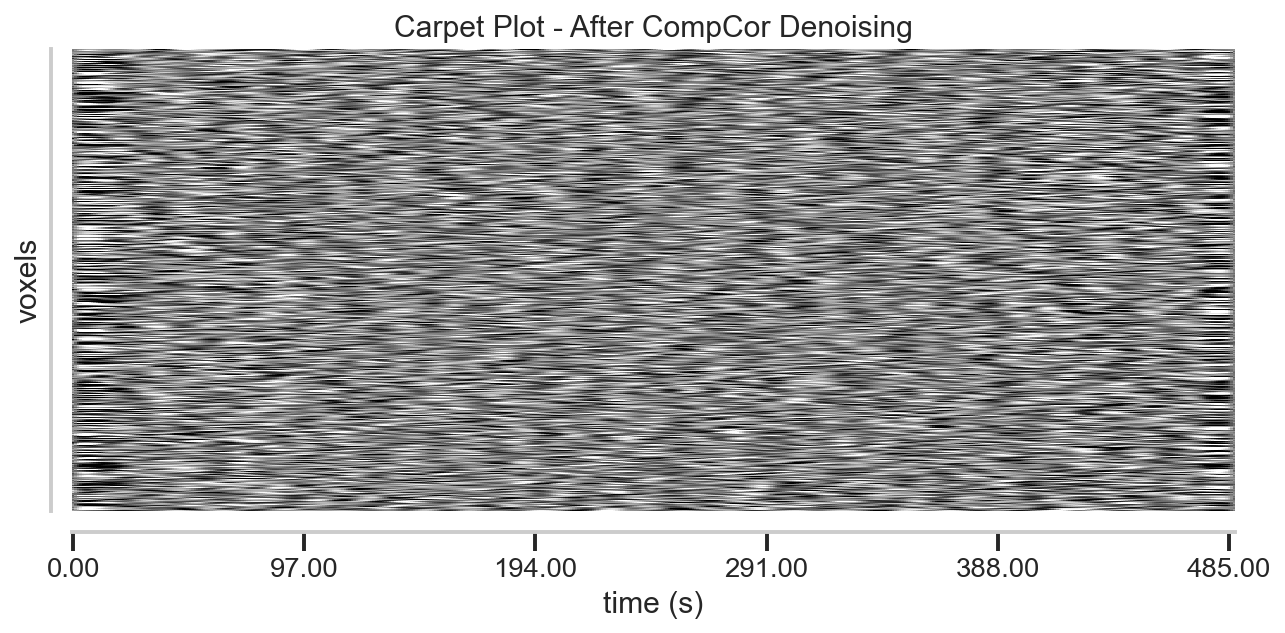 Carpet Plot - After CompCor Denoising
voxels
0.00 97.00 194.00 291.00 388.00 485.00
time (s)